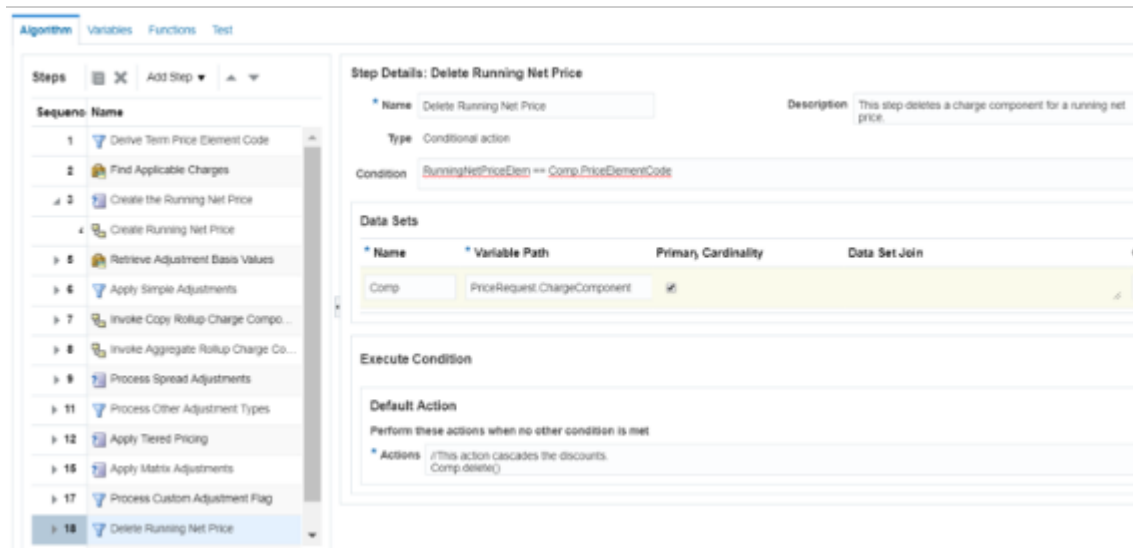 Algorithm Variables Functions Test
Steps Add Step
Sequenc Name
1 Derive Term Price Element Code
2 Find Applicable Charges
3 Create the Running Net Price
4 Create Running Net Price
5 Retrieve Adjustment Basis Values
6 Apply Simple Adjustments
7 Invoke Copy Rollup Charge Compo...
8 Invoke Aggregate Rollup Charge Co...
9 Process Spread Adjustments
11 Process Other Adjustment Types
12 Apply Tiered Pricing
15 Apply Matrix Adjustments
17 Process Custom Adjustment Flag
18 Delete Running Net Price
Step Details: Delete Running Net Price
* Name Delete Running Net Price
Description This step deletes a charge component for a running net
price.
Type Conditional action
Condition RunningNetPriceElem == Comp.PriceElementCode
Data Sets
* Name * Variable Path Primary Cardinality Data Set Join
Comp PriceRequest.ChargeComponent
Execute Condition
Default Action
Perform these actions when no other condition is met
* Actions //This action cascades the discounts.
Comp.delete()